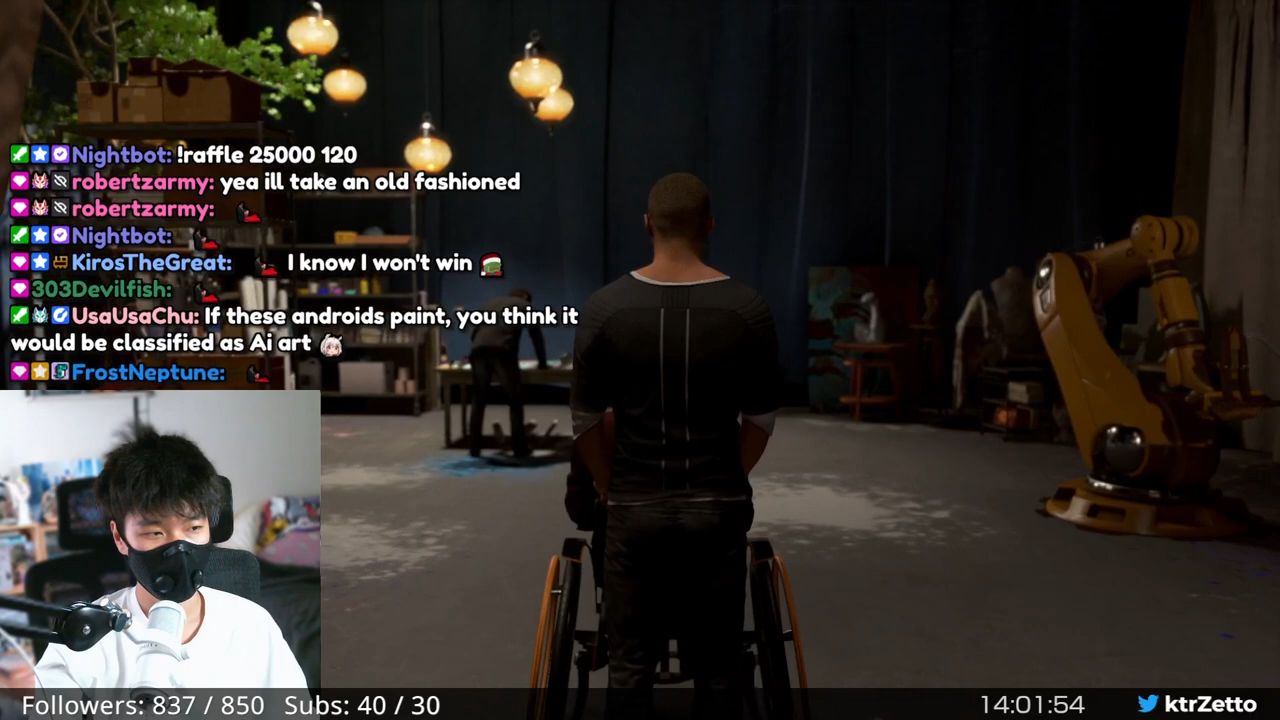 Nightbot: !raffle 25000 120
robertzarmy: yea ill take an old fashioned
robertzarmy:
Nightbot:
KirosTheGreat: I know I won't win
303Devilfish:
UsaUsaChu: If these androids paint, you think it
would be classified as Ai art
FrostNeptune:
Followers: 837 / 850 Subs: 40 / 30
14:01:54
ktrZetto